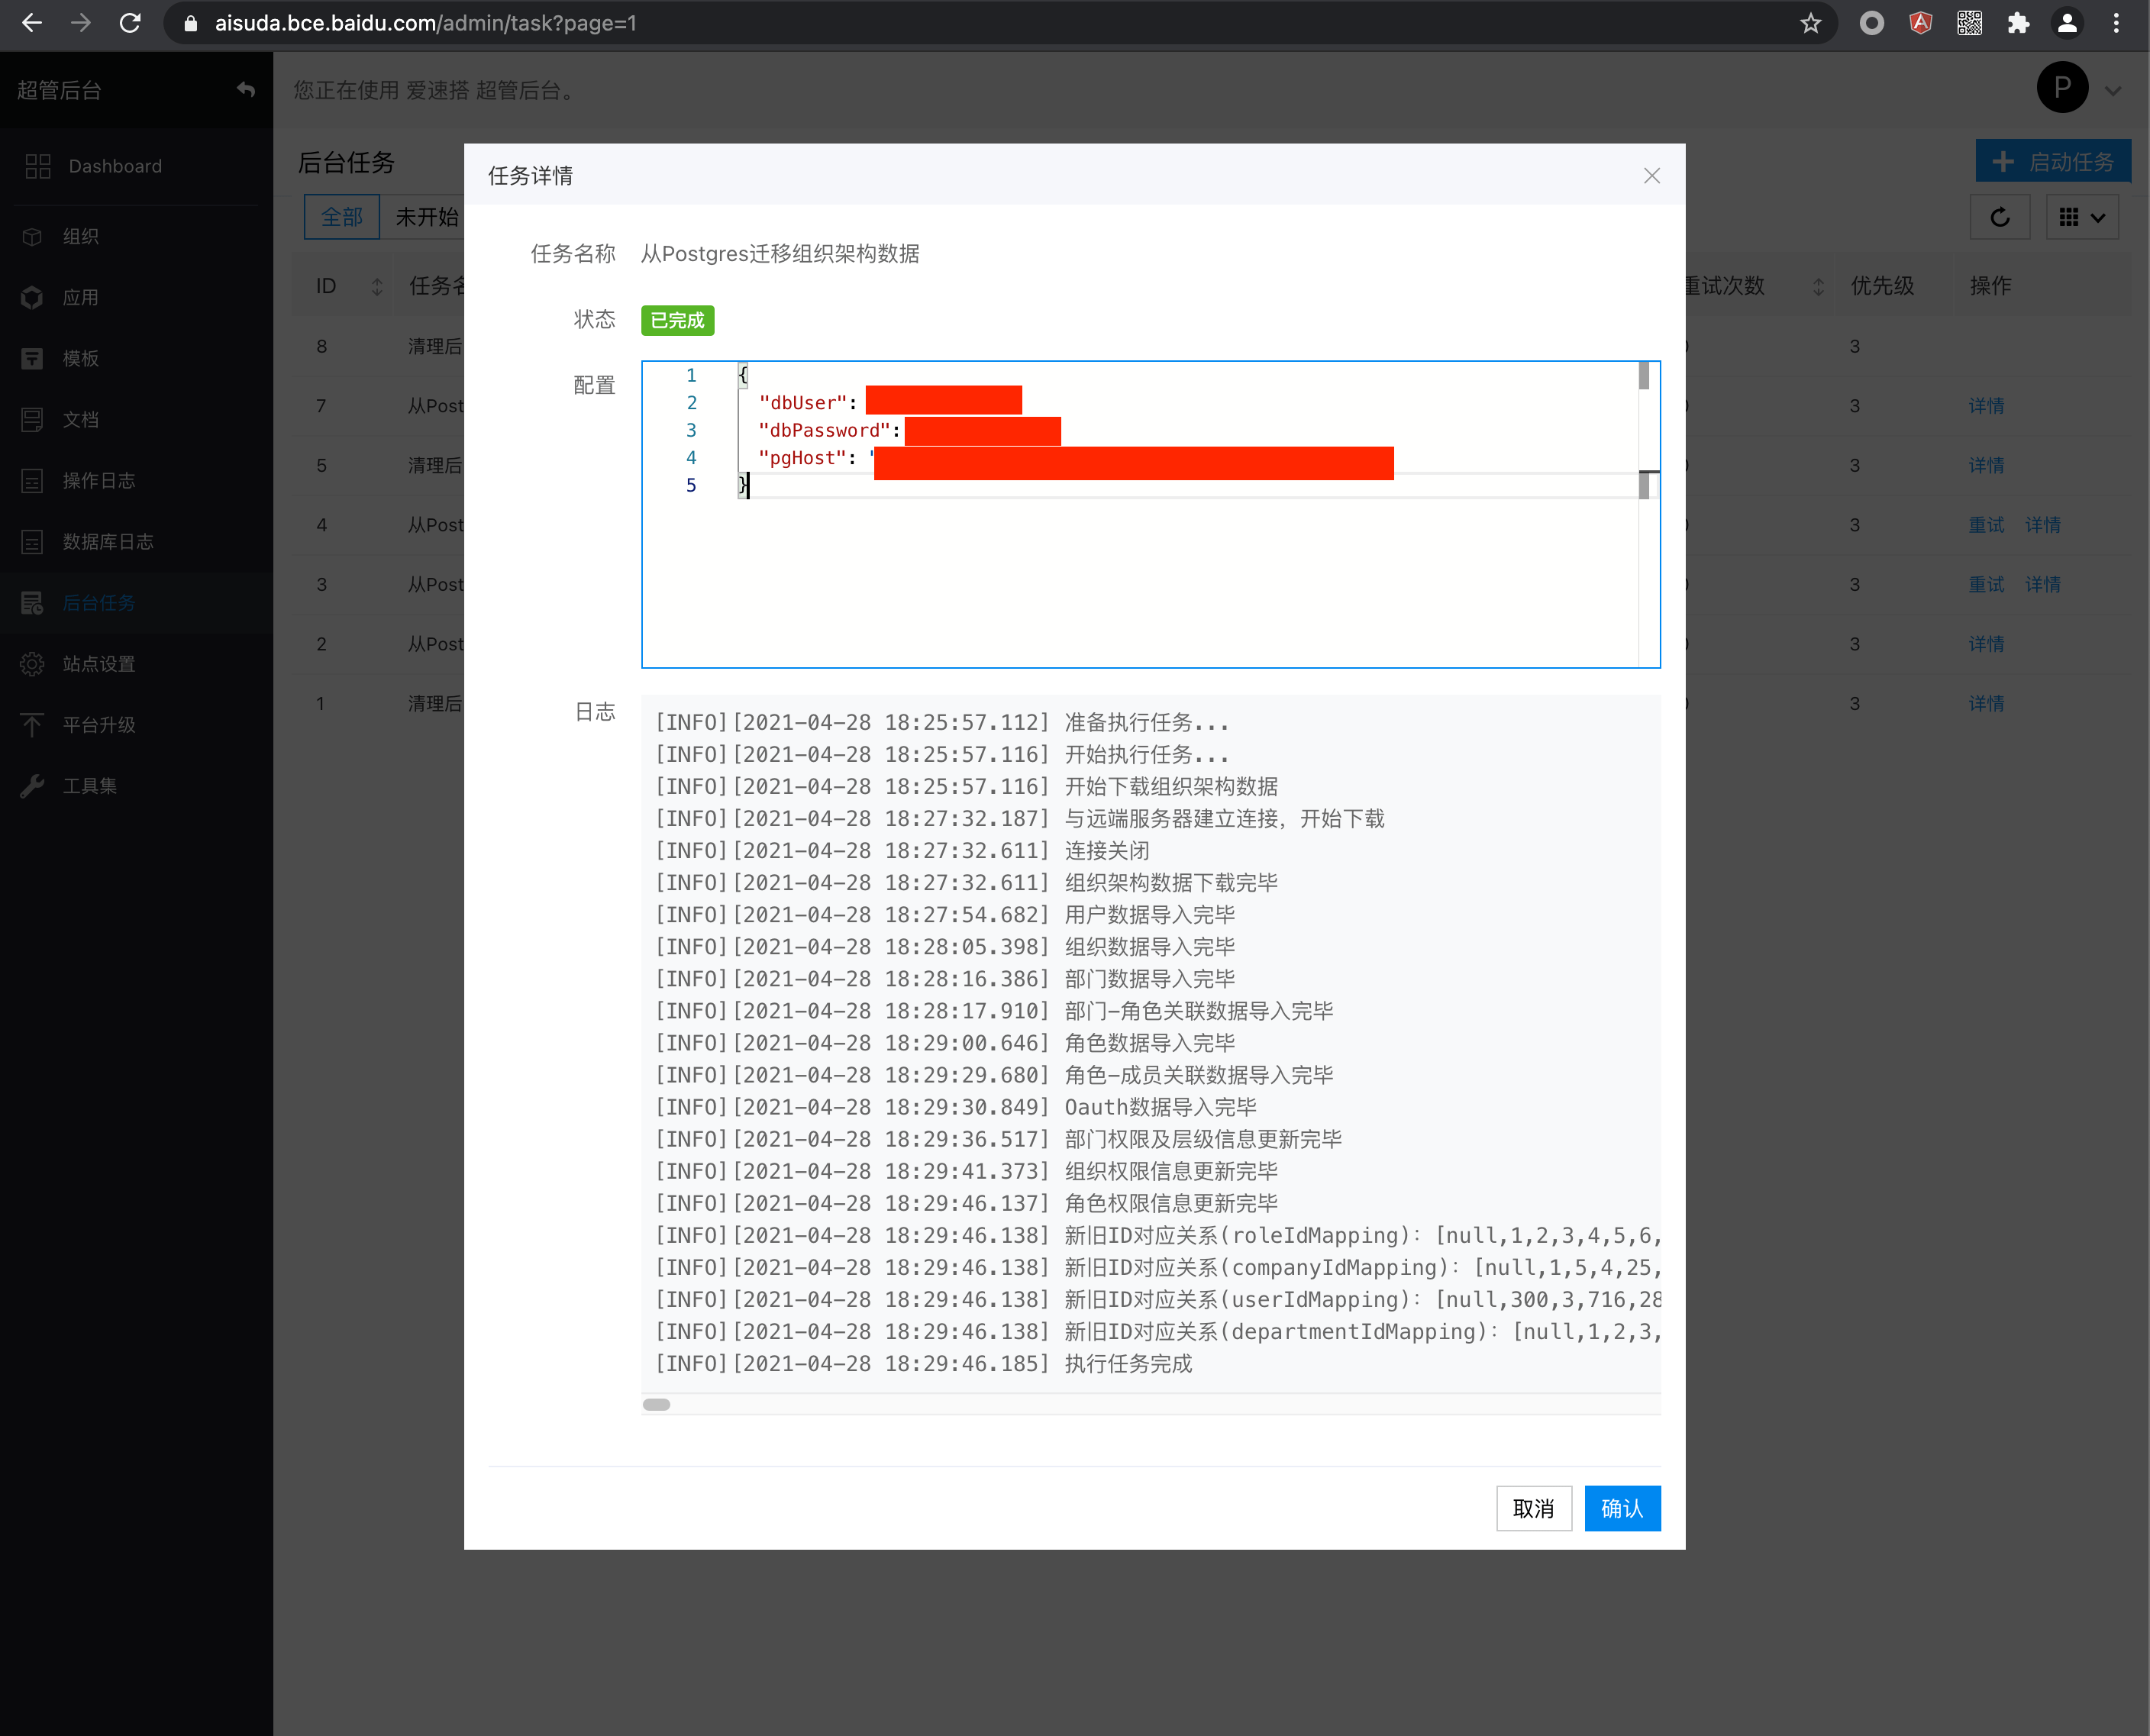 aisuda.bce.baidu.com/admin/task?page=1
超管后台
您正在使用 爱速搭 超管后台。
P
Dashboard
组织
应用
模板
文档
操作日志
数据库日志
后台任务
站点设置
平台升级
工具集
后台任务
启动任务
全部 未开始
ID 任务名 重试次数 优先级 操作
8 清理后 3
7 从Post 3 详情
5 清理后 3 详情
4 从Post 3 重试 详情
3 从Post 3 重试 详情
2 从Post 3 详情
1 清理后 3 详情
任务详情
任务名称 从Postgres迁移组织架构数据
状态 已完成
配置
1 {
2 "dbUser":
3 "dbPassword":
4 "pgHost": "
5 }
日志
[INFO][2021-04-28 18:25:57.112] 准备执行任务...
[INFO][2021-04-28 18:25:57.116] 开始执行任务...
[INFO][2021-04-28 18:25:57.116] 开始下载组织架构数据
[INFO][2021-04-28 18:27:32.187] 与远端服务器建立连接，开始下载
[INFO][2021-04-28 18:27:32.611] 连接关闭
[INFO][2021-04-28 18:27:32.611] 组织架构数据下载完毕
[INFO][2021-04-28 18:27:54.682] 用户数据导入完毕
[INFO][2021-04-28 18:28:05.398] 组织数据导入完毕
[INFO][2021-04-28 18:28:16.386] 部门数据导入完毕
[INFO][2021-04-28 18:28:17.910] 部门-角色关联数据导入完毕
[INFO][2021-04-28 18:29:00.646] 角色数据导入完毕
[INFO][2021-04-28 18:29:29.680] 角色-成员关联数据导入完毕
[INFO][2021-04-28 18:29:30.849] Oauth数据导入完毕
[INFO][2021-04-28 18:29:36.517] 部门权限及层级信息更新完毕
[INFO][2021-04-28 18:29:41.373] 组织权限信息更新完毕
[INFO][2021-04-28 18:29:46.137] 角色权限信息更新完毕
[INFO][2021-04-28 18:29:46.138] 新旧ID对应关系(roleIdMapping)：[null,1,2,3,4,5,6,
[INFO][2021-04-28 18:29:46.138] 新旧ID对应关系(companyIdMapping)：[null,1,5,4,25,
[INFO][2021-04-28 18:29:46.138] 新旧ID对应关系(userIdMapping)：[null,300,3,716,28
[INFO][2021-04-28 18:29:46.138] 新旧ID对应关系(departmentIdMapping)：[null,1,2,3,
[INFO][2021-04-28 18:29:46.185] 执行任务完成
取消 确认